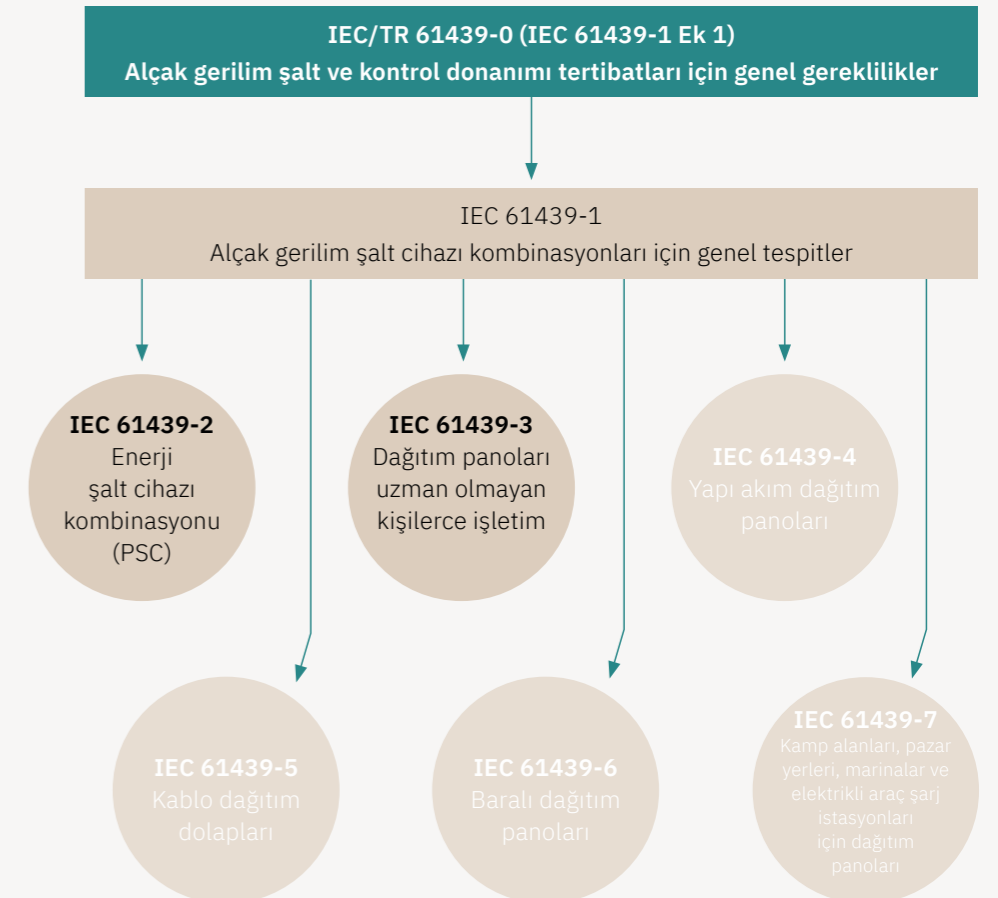 IEC/TR 61439-0 (IEC 61439-1 Ek 1)
Alçak gerilim şalt ve kontrol donanımı tertibatları için genel gereklilikler
IEC 61439-1
Alçak gerilim şalt cihazı kombinasyonları için genel tespitler
IEC 61439-2
Enerji
şalt cihazı
kombinasyonu
(PSC)
IEC 61439-3
Dağıtım panoları
uzman olmayan
kişilerce işletim
IEC 61439-4
Yapı akım dağıtım
panoları
IEC 61439-5
Kablo dağıtım
dolapları
IEC 61439-6
Baralı dağıtım
panoları
IEC 61439-7
Kamp alanları, pazar
yerleri, marinalar ve
elektrikli araç şarj
istasyonları
için dağıtım
panoları